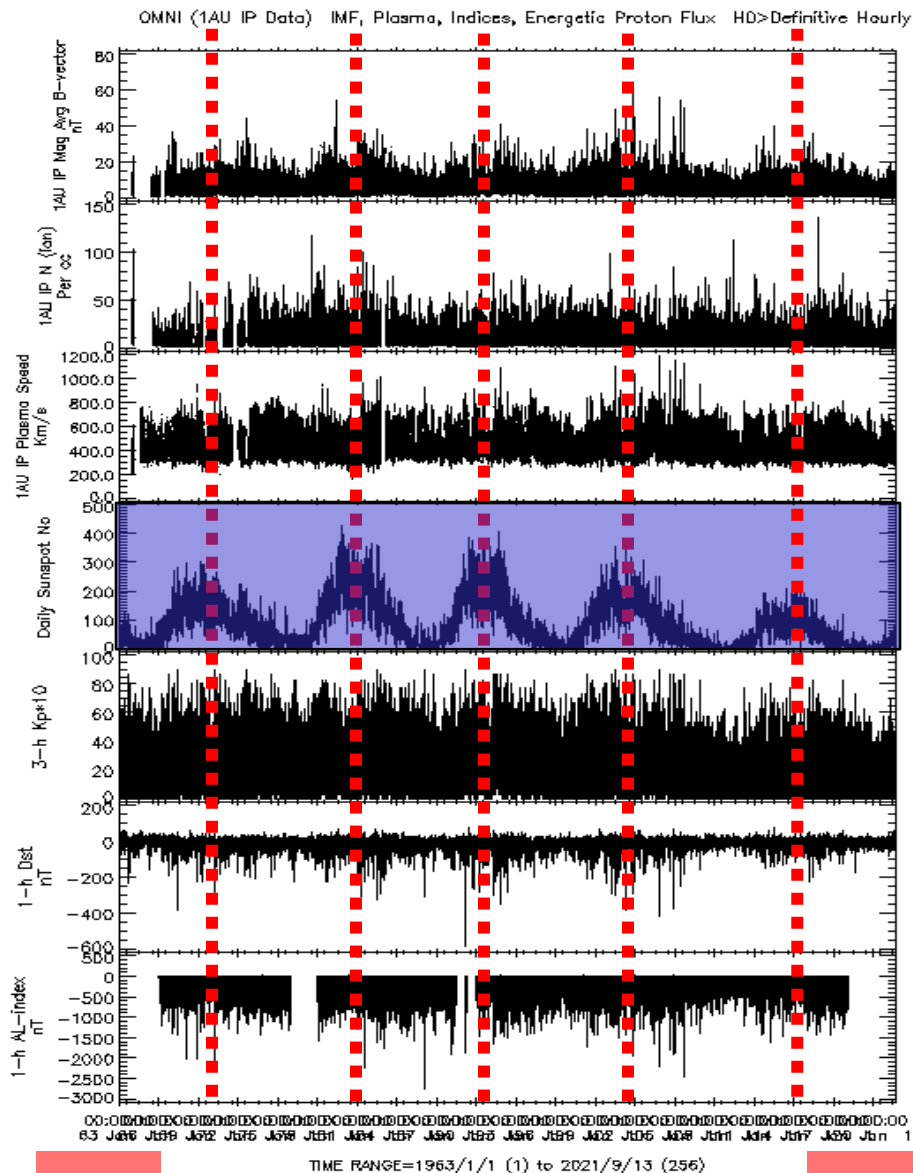 OMNI (1AU IP Data) IMF, Plasma, Indices, Energetic Proton Flux HO>Definitive Hourly
1AU IP Mag Avg B-vector
nT
80
60
40
20
0
1AU IP N (Ion)
Per cc
150
100
50
0
1AU IP Plasma Speed
Km/s
1200.0
1000.0
800.0
600.0
400.0
200.0
0.0
Daily Sunspot No
500
400
300
200
100
0
3-h Kp*10
100
80
60
40
20
0
1-h Dst
nT
200
0
-200
-400
-600
1-h AL-index
nT
500
0
-500
-1000
-1500
-2000
-2500
-3000
TIME RANGE=1963/1/1 (1) to 2021/9/13 (256)